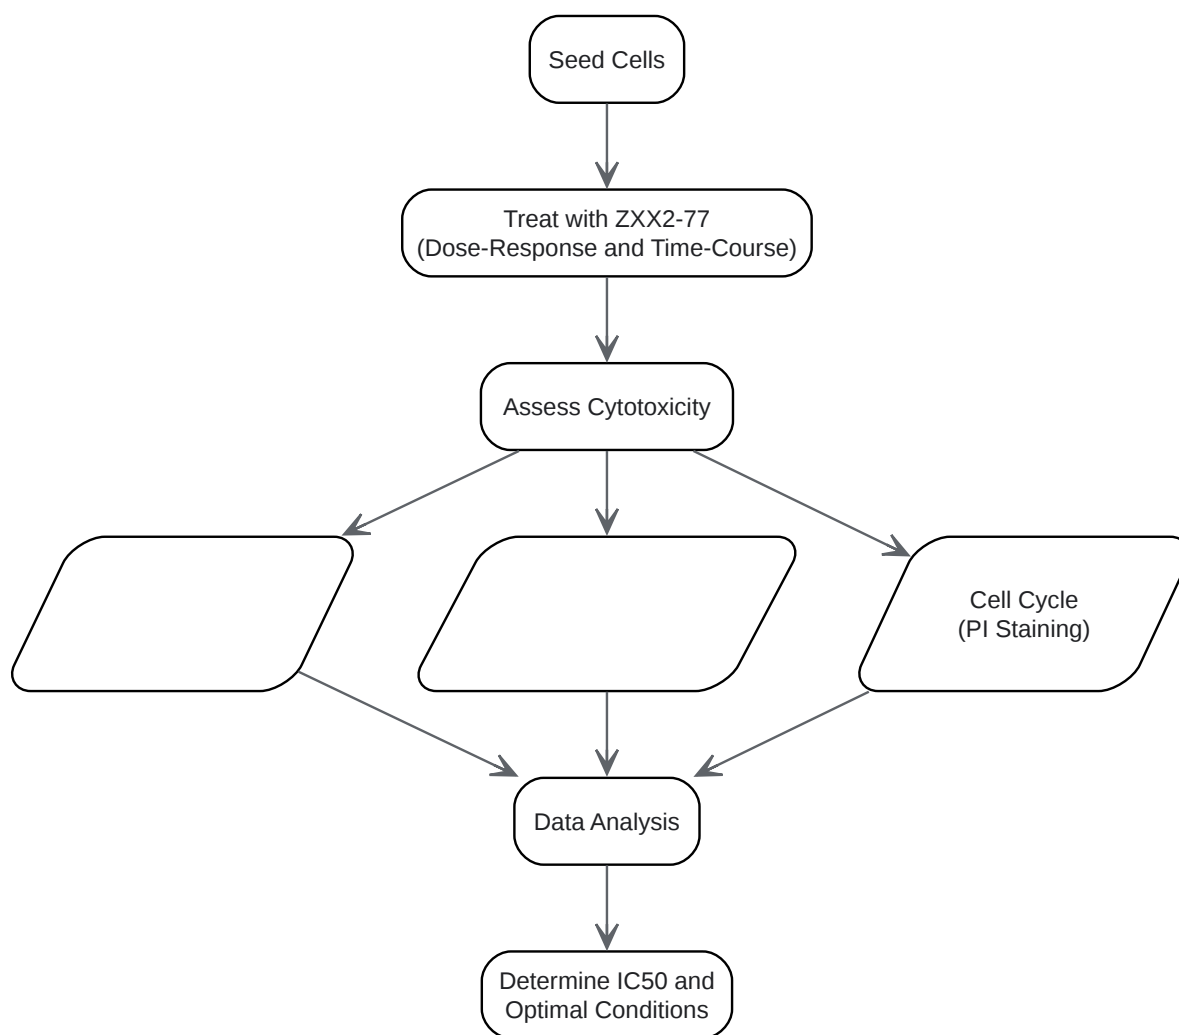 Seed Cells
Treat with ZXX2-77
(Dose-Response and Time-Course)
Assess Cytotoxicity
Cell Cycle
(PI Staining)
Data Analysis
Determine IC50 and
Optimal Conditions